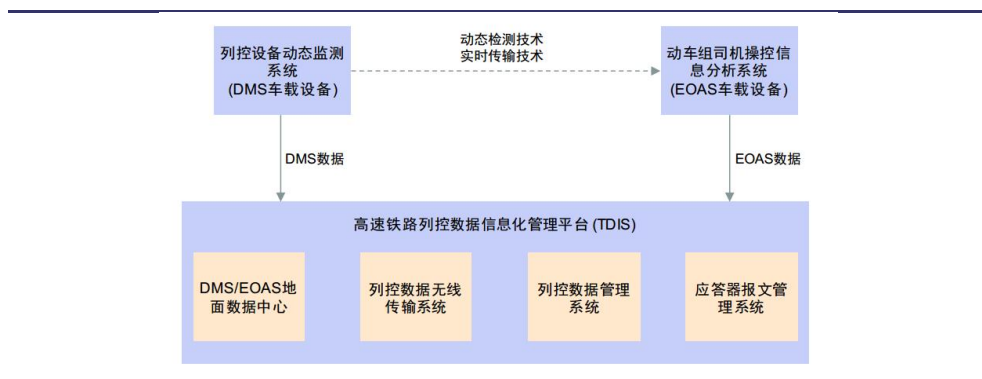 列控设备动态监测
系统
(DMS车载设备)
动态检测技术
实时传输技术
动车组司机操控信
息分析系统
(EOAS车载设备)
DMS数据
EOAS数据
高速铁路列控数据信息化管理平台(TDIS)
DMS/EOAS地
面数据中心
列控数据无线
传输系统
列控数据管理
系统
应答器报文管
理系统